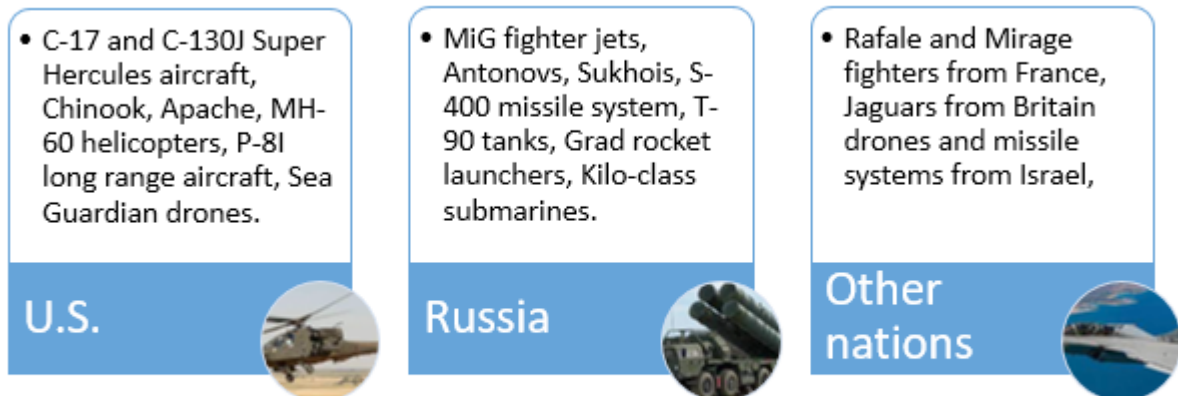 • C-17 and C-130J Super
Hercules aircraft,
Chinook, Apache, MH-
60 helicopters, P-8I
long range aircraft, Sea
Guardian drones.
U.S.
• MiG fighter jets,
Antonovs, Sukhois, S-
400 missile system, T-
90 tanks, Grad rocket
launchers, Kilo-class
submarines.
Russia
• Rafale and Mirage
fighters from France,
Jaguars from Britain
drones and missile
systems from Israel,
Other
nations